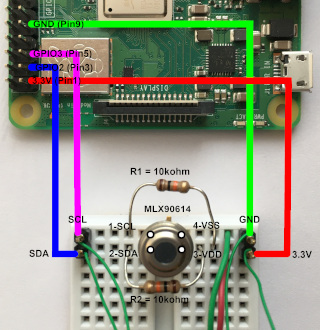 GND (Pin9)
GPIO3 (Pin5)
GPIO2 (Pin3)
3.3V (Pin1)
DISPLAY
R1 = 10kohm
MLX90614
SCL
1-SCL
4-VSS
GND
SDA
2-SDA
3-VDD
3.3V
R2 = 10kohm